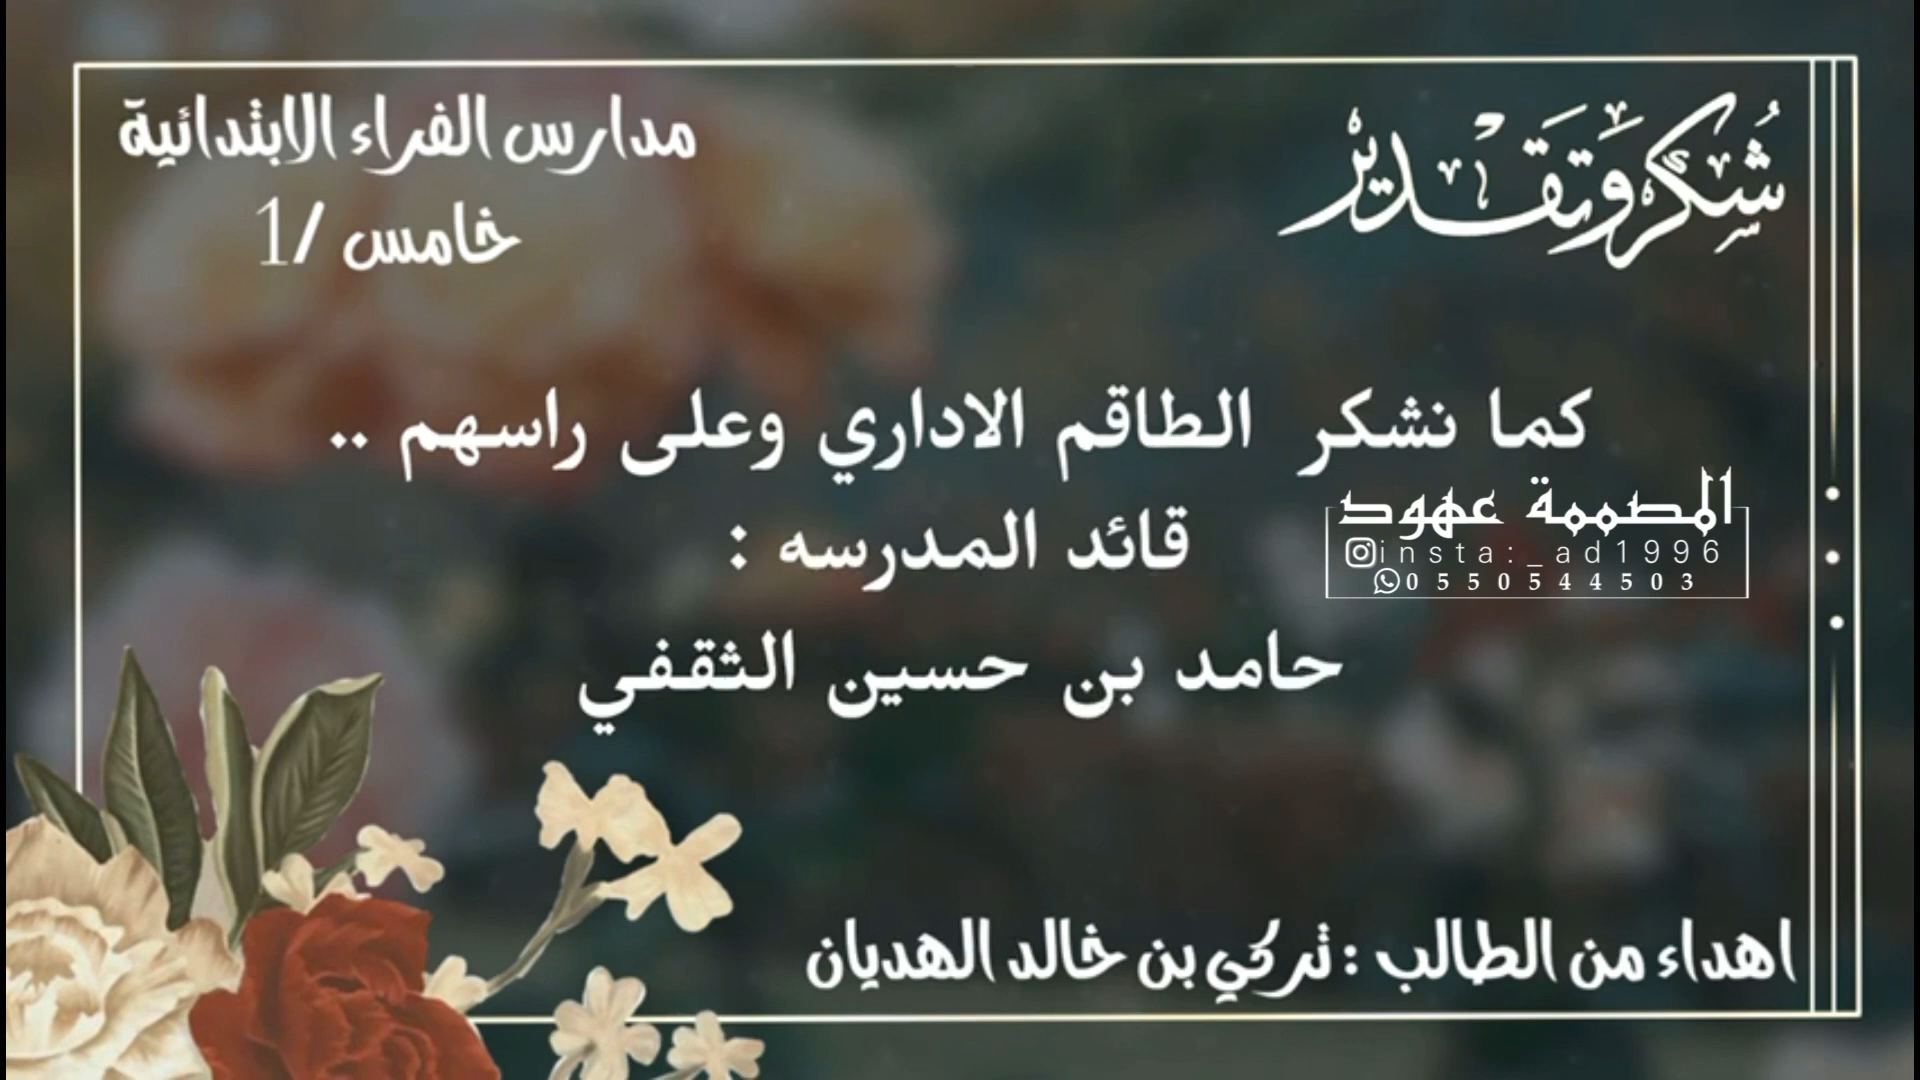 شكر وتقدير
مدارس الفراء الابتدائية
خامس /1
كما نشكر الطاقم الاداري وعلى راسهم ..
قائد المدرسه :
حامد بن حسين الثقفي
المصممة عهود
insta:_ad1996
0550544503
اهداء من الطالب : تركي بن خالد الهديان